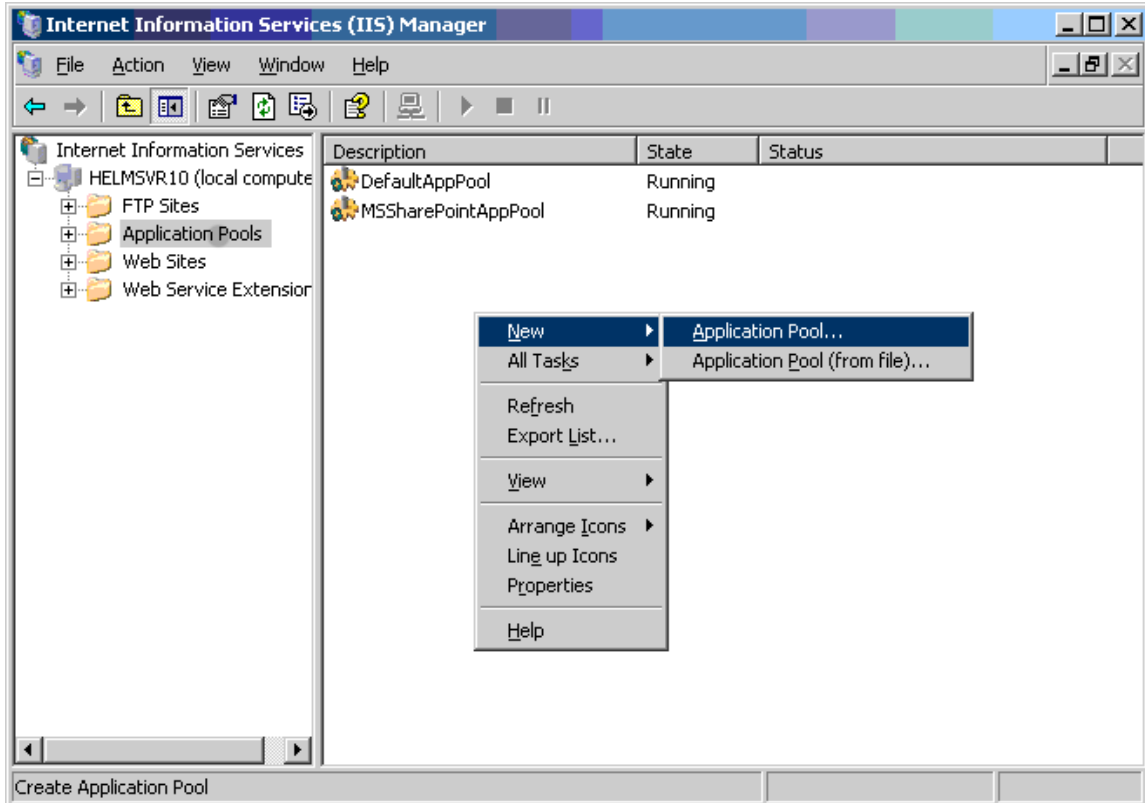 Internet Information Services (IIS) Manager
File Action View Window Help
Internet Information Services
HELMSVR10 (local compute
FTP Sites
Application Pools
Web Sites
Web Service Extension
Description State Status
DefaultAppPool Running
MSSharePointAppPool Running
New
All Tasks
Refresh
Export List...
View
Arrange Icons
Line up Icons
Properties
Help
Application Pool...
Application Pool (from file)...
Create Application Pool